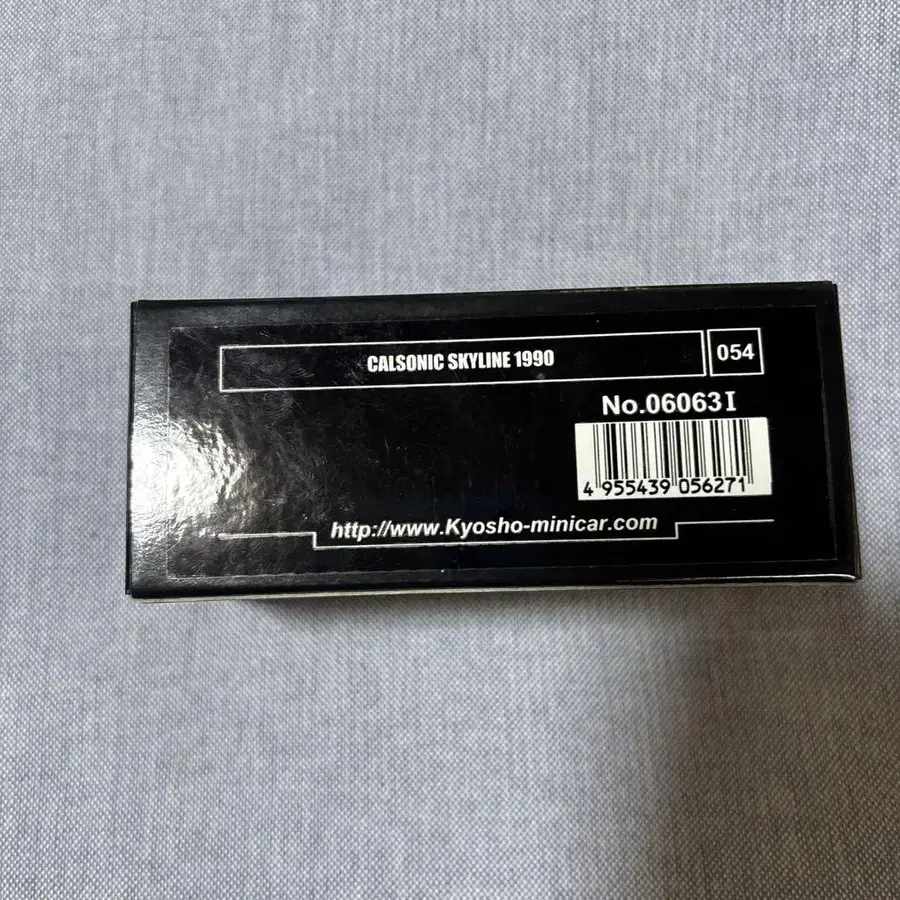 CALSONIC SKYLINE 1990
054
No.06063I
4 955439 056271
http://www.Kyosho-minicar.com